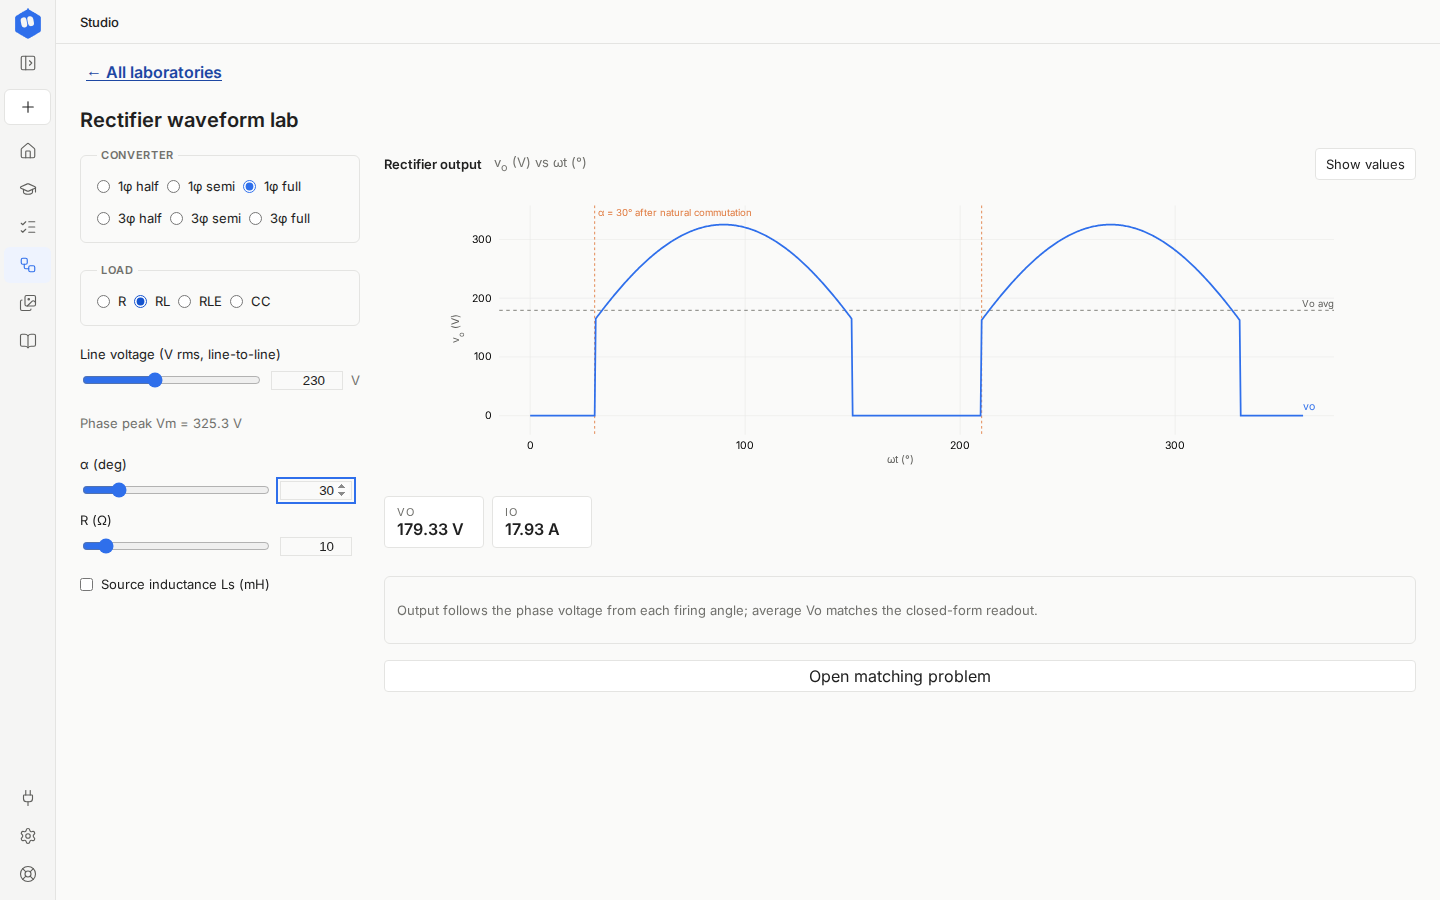 Studio
← All laboratories
Rectifier waveform lab
CONVERTER
1φ half 1φ semi 1φ full
3φ half 3φ semi 3φ full
LOAD
R RL RLE CC
Line voltage (V rms, line-to-line)
230 V
Phase peak Vm = 325.3 V
α (deg)
30
R (Ω)
10
Source inductance Ls (mH)
Rectifier output vo (V) vs ωt (°)
Show values
α = 30° after natural commutation
300
200
100
0
vo (V)
Vo avg
vo
0 100 200 300
ωt (°)
VO
179.33 V
IO
17.93 A
Output follows the phase voltage from each firing angle; average Vo matches the closed-form readout.
Open matching problem